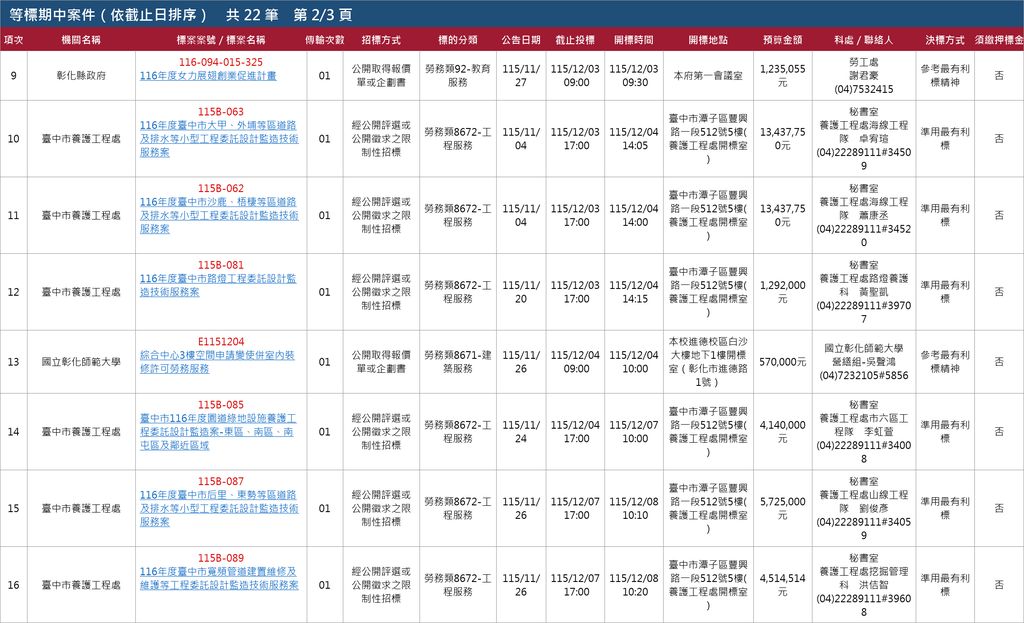 等標期中案件（依截止日排序）　共 22 筆　第 2/3 頁
項次 機關名稱 標案案號 / 標案名稱 傳輸次數 招標方式 標的分類 公告日期 截止投標 開標時間 開標地點 預算金額 科處 / 聯絡人 決標方式 須繳押標金
9
彰化縣政府
116-094-015-325
116年度女力展翅創業促進計畫
01
公開取得報價
單或企劃書
勞務類92-教育
服務
115/11/
27
115/12/03
09:00
115/12/03
09:30
本府第一會議室
1,235,055
元
勞工處
謝君豪
(04)7532415
參考最有利
標精神
否
10
臺中市養護工程處
115B-063
116年度臺中市大甲、外埔等區道路
及排水等小型工程委託設計監造技術
服務案
01
經公開評選或
公開徵求之限
制性招標
勞務類8672-工
程服務
115/11/
04
115/12/03
17:00
115/12/04
14:05
臺中市潭子區豐興
路一段512號5樓(
養護工程處開標室
)
13,437,75
0元
秘書室
養護工程處海線工程
隊　卓宥瑄
(04)22289111#3450
9
準用最有利
標
否
11
臺中市養護工程處
115B-062
116年度臺中市沙鹿、梧棲等區道路
及排水等小型工程委託設計監造技術
服務案
01
經公開評選或
公開徵求之限
制性招標
勞務類8672-工
程服務
115/11/
04
115/12/03
17:00
115/12/04
14:00
臺中市潭子區豐興
路一段512號5樓(
養護工程處開標室
)
13,437,75
0元
秘書室
養護工程處海線工程
隊　蕭康丞
(04)22289111#3452
0
準用最有利
標
否
12
臺中市養護工程處
115B-081
116年度臺中市路燈工程委託設計監
造技術服務案
01
經公開評選或
公開徵求之限
制性招標
勞務類8672-工
程服務
115/11/
20
115/12/03
17:00
115/12/04
14:15
臺中市潭子區豐興
路一段512號5樓(
養護工程處開標室
)
1,292,000
元
秘書室
養護工程處路燈養護
科　黃聖凱
(04)22289111#3970
7
準用最有利
標
否
13
國立彰化師範大學
E1151204
綜合中心3樓空間申請變使併室內裝
修許可勞務服務
01
公開取得報價
單或企劃書
勞務類8671-建
築服務
115/11/
26
115/12/04
09:00
115/12/04
10:00
本校進德校區白沙
大樓地下1樓開標
室（彰化市進德路
1號）
570,000元
國立彰化師範大學
營繕組-吳聲鴻
(04)7232105#5856
參考最有利
標精神
否
14
臺中市養護工程處
115B-085
臺中市116年度園道綠地設施養護工
程委託設計監造案-東區、南區、南
屯區及鄰近區域
01
經公開評選或
公開徵求之限
制性招標
勞務類8672-工
程服務
115/11/
24
115/12/04
17:00
115/12/07
10:00
臺中市潭子區豐興
路一段512號5樓(
養護工程處開標室
)
4,140,000
元
秘書室
養護工程處市六區工
程隊　李虹萱
(04)22289111#3400
8
準用最有利
標
否
15
臺中市養護工程處
115B-087
116年度臺中市后里、東勢等區道路
及排水等小型工程委託設計監造技術
服務案
01
經公開評選或
公開徵求之限
制性招標
勞務類8672-工
程服務
115/11/
26
115/12/07
17:00
115/12/08
10:10
臺中市潭子區豐興
路一段512號5樓(
養護工程處開標室
)
5,725,000
元
秘書室
養護工程處山線工程
隊　劉俊彥
(04)22289111#3405
9
準用最有利
標
否
16
臺中市養護工程處
115B-089
116年度臺中市寬頻管道建置維修及
維護等工程委託設計監造技術服務案
01
經公開評選或
公開徵求之限
制性招標
勞務類8672-工
程服務
115/11/
26
115/12/07
17:00
115/12/08
10:20
臺中市潭子區豐興
路一段512號5樓(
養護工程處開標室
)
4,514,514
元
秘書室
養護工程處挖掘管理
科　洪佶智
(04)22289111#3960
8
準用最有利
標
否